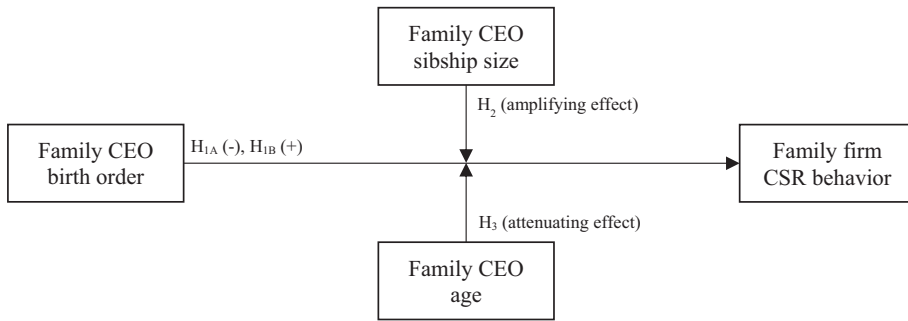 Family CEO
sibship size
H2 (amplifying effect)
Family CEO
birth order
H1A (-), H1B (+)
Family firm
CSR behavior
H3 (attenuating effect)
Family CEO
age